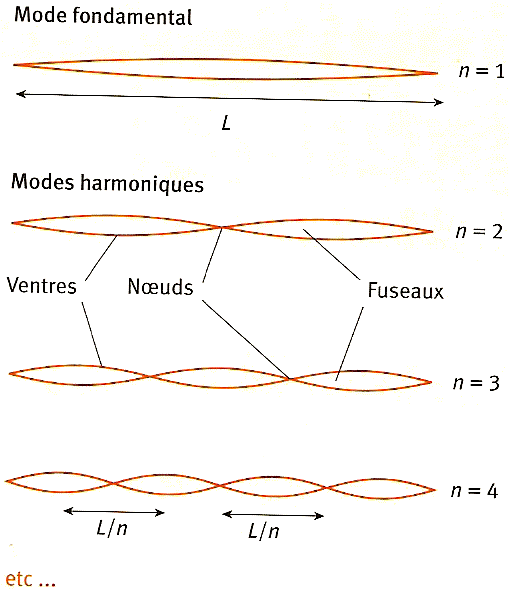 Mode fondamental
n = 1
L
Modes harmoniques
n = 2
Ventres
Nœuds
Fuseaux
n = 3
n = 4
L/n
L/n
etc ...